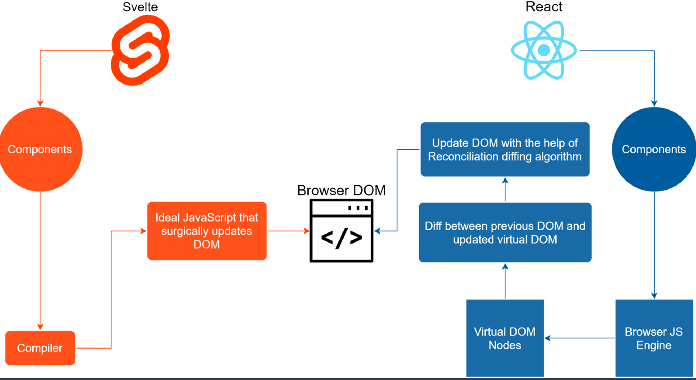 Svelte
React
Components
Components
Update DOM with the help of
Reconciliation diffing algorithm
Browser DOM
Ideal JavaScript that
surgically updates
DOM
</>
Diff between previous DOM and
updated virtual DOM
Compiler
Virtual DOM
Nodes
Browser JS
Engine